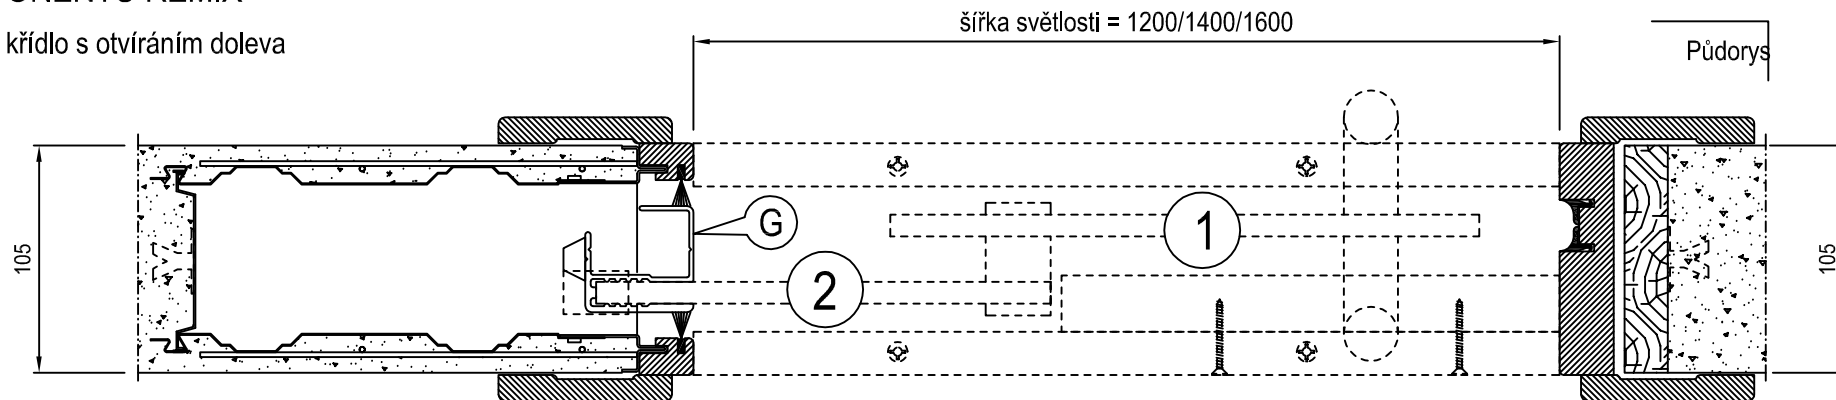 křídlo s otvíráním doleva
šířka světlosti = 1200/1400/1600
Půdorys
105
G
1
2
105